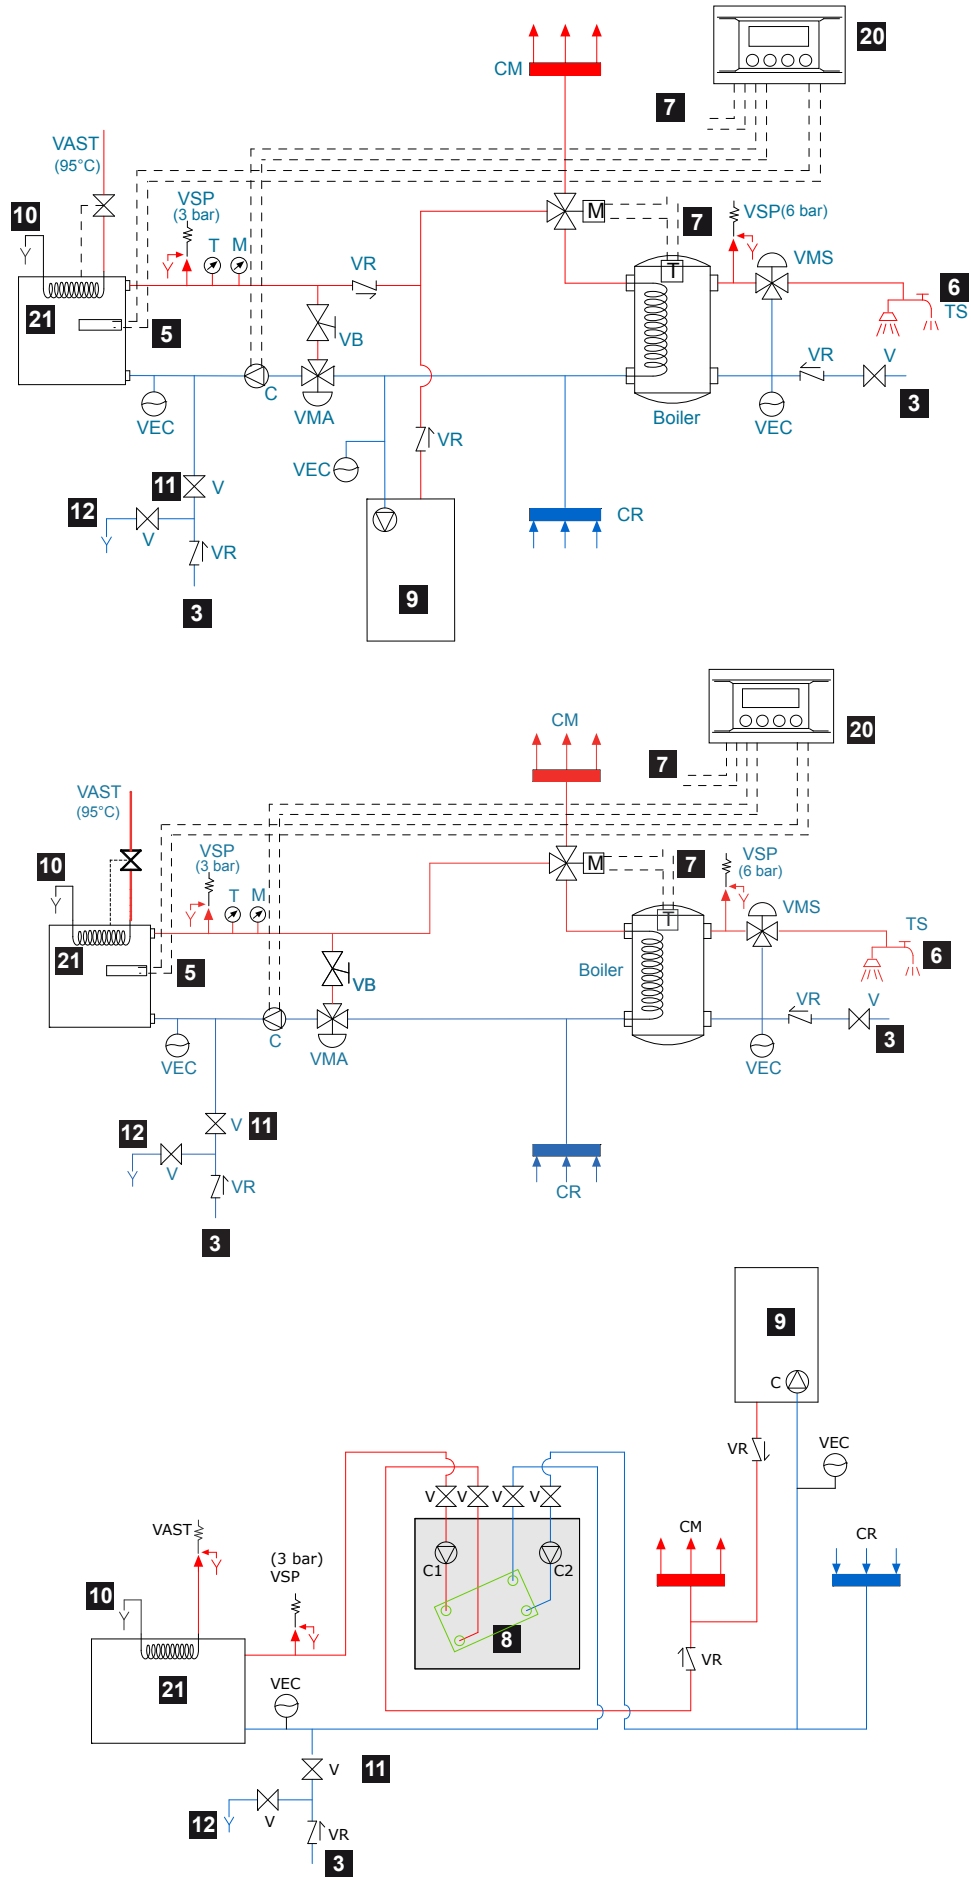 20
CM
7
VAST
(95°C)
VSP
(3 bar)
10
T M
M
7
VSP(6 bar)
VMS
VR
T
6
TS
21
5
VB
VR V
C
VMA
Boiler
3
VEC
VEC
VR
VEC
11
V
12
V
VR
CR
3
9
CM
20
7
VAST
(95°C)
VSP
(3 bar)
10
T M
M
7
VSP
(6 bar)
VMS
T
TS
6
21
5
VB
Boiler
VR V
C
VMA
3
VEC
VEC
12
V
11
V
VR
CR
3
9
C
VR
VEC
V V V V
VAST
(3 bar)
VSP
CM
CR
C1
C2
10
8
21
VR
VEC
V
11
12
V
VR
3